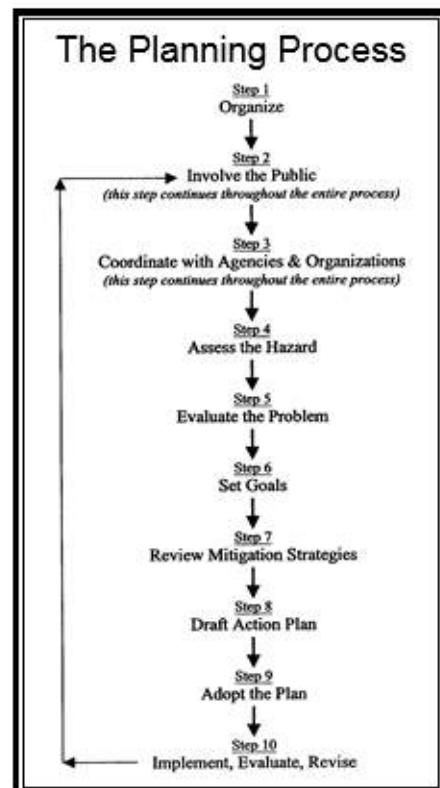 The Planning Process
Step 1
Organize
Step 2
Involve the Public
(this step continues throughout the entire process)
Step 3
Coordinate with Agencies & Organizations
(this step continues throughout the entire process)
Step 4
Assess the Hazard
Step 5
Evaluate the Problem
Step 6
Set Goals
Step 7
Review Mitigation Strategies
Step 8
Draft Action Plan
Step 9
Adopt the Plan
Step 10
Implement, Evaluate, Revise